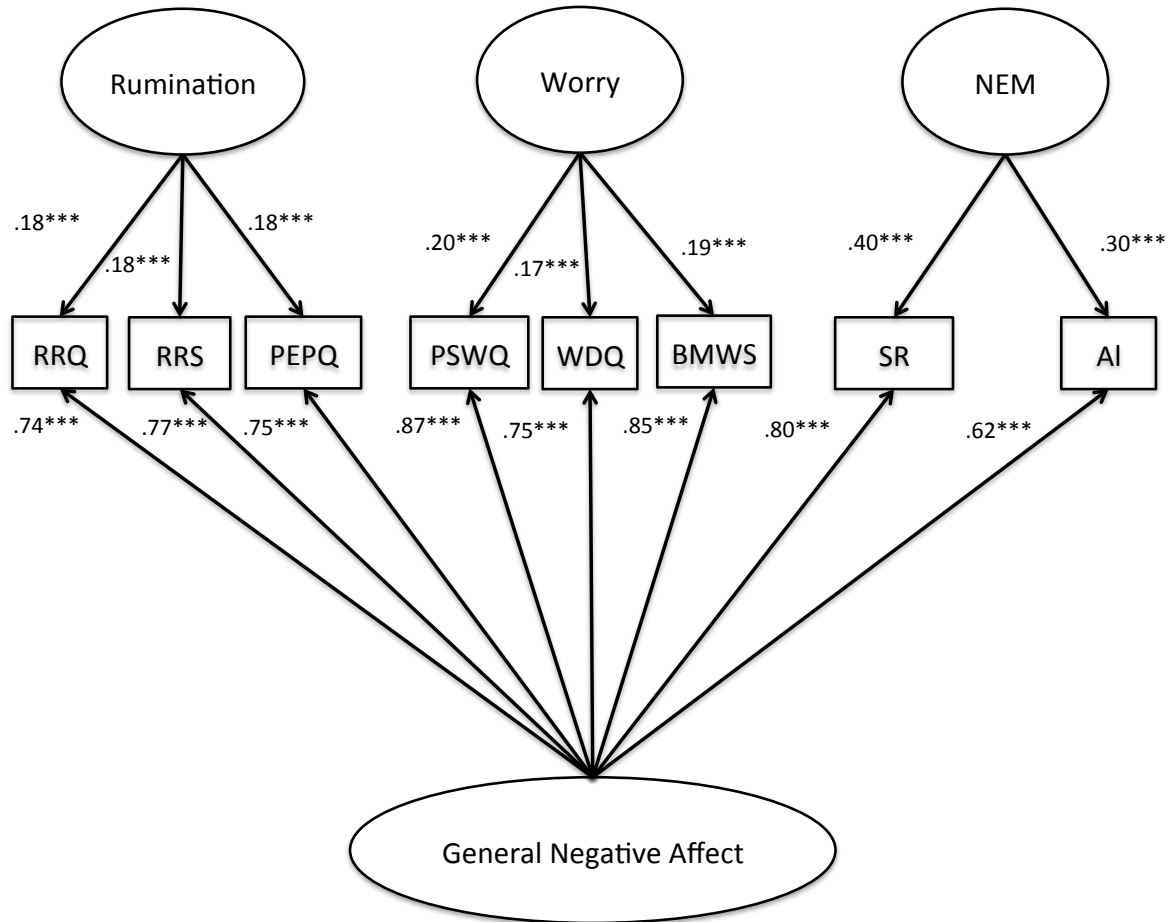 Rumination
Worry
NEM
.18***
.18***
.18***
.20***
.17***
.19***
.40***
.30***
RRQ
RRS
PEPQ
PSWQ
WDQ
BMWS
SR
Al
.74***
.77***
.75***
.87***
.75***
.85***
.80***
.62***
General Negative Affect